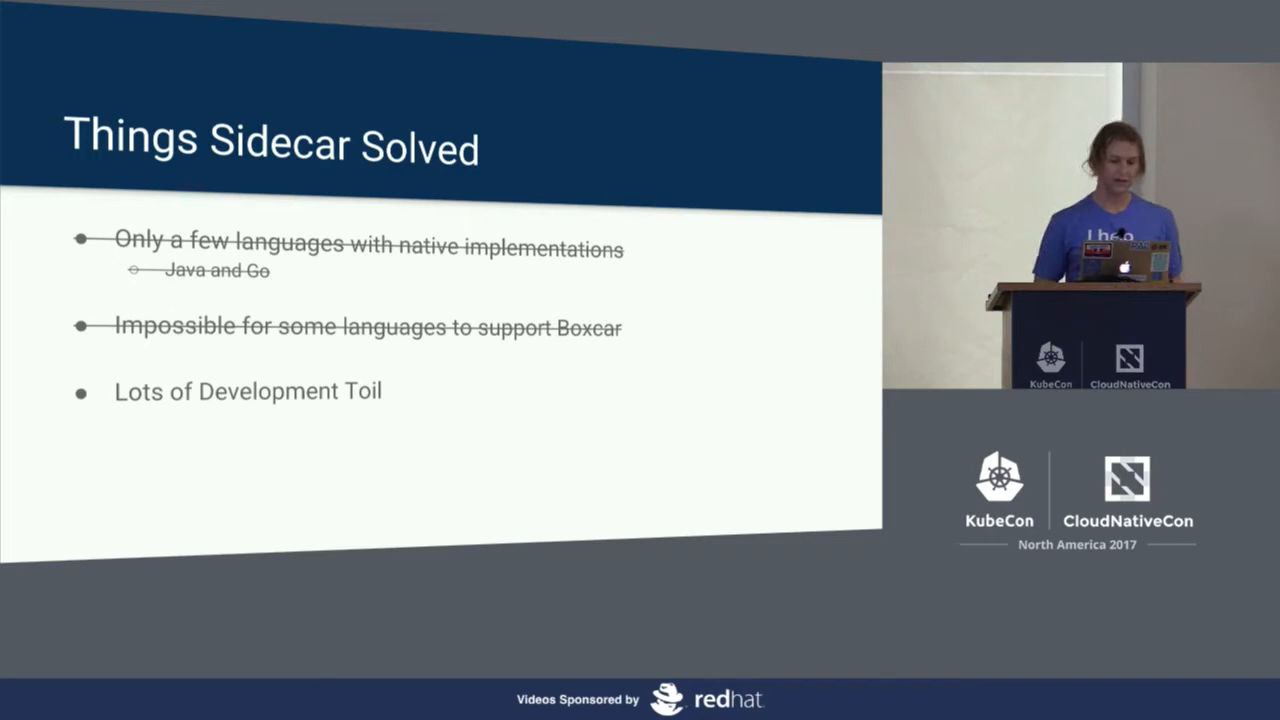 Things Sidecar Solved
Only a few languages with native implementations
Java and Go
Impossible for some languages to support Boxcar
Lots of Development Toil
I help
KubeCon
CloudNativeCon
KubeCon
CloudNativeCon
North America 2017
Videos Sponsored by
redhat